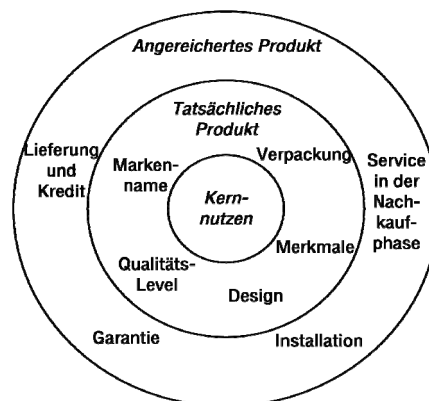 Angereichertes Produkt
Tatsächliches
Produkt
Lieferung
und
Kredit
Marken-
name
Verpackung
Service
in der
Nach-
kauf-
phase
Kern-
nutzen
Merkmale
Qualitäts-
Level
Design
Garantie
Installation